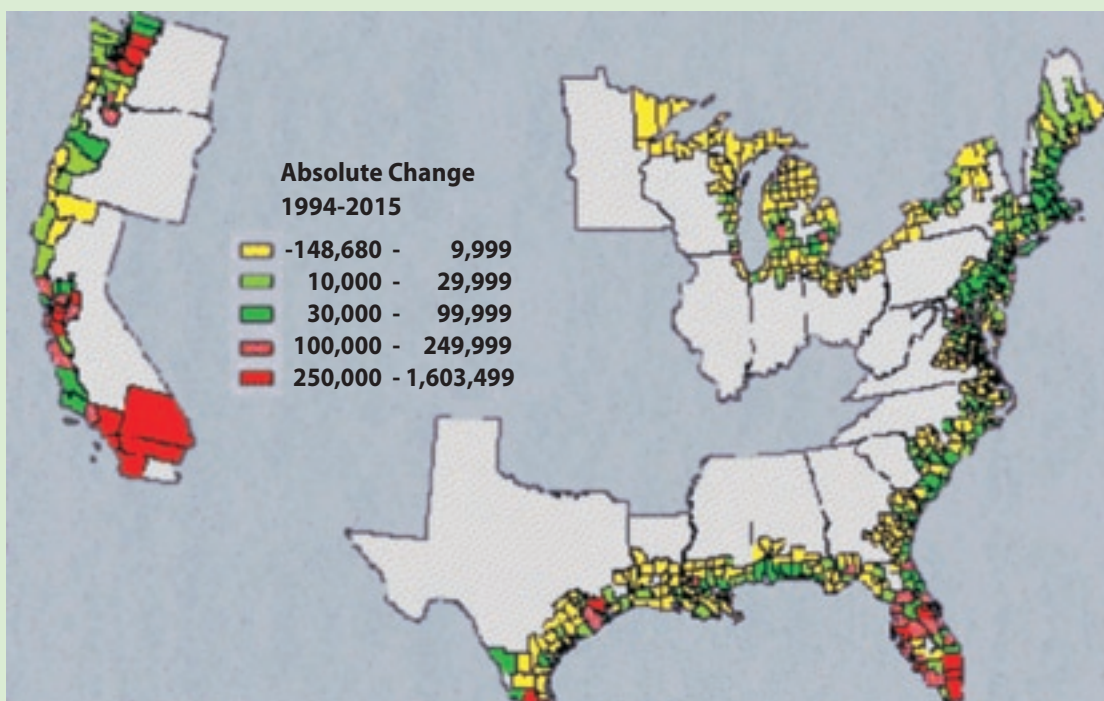 Absolute Change
1994-2015
-148,680 - 9,999
10,000 - 29,999
30,000 - 99,999
100,000 - 249,999
250,000 - 1,603,499